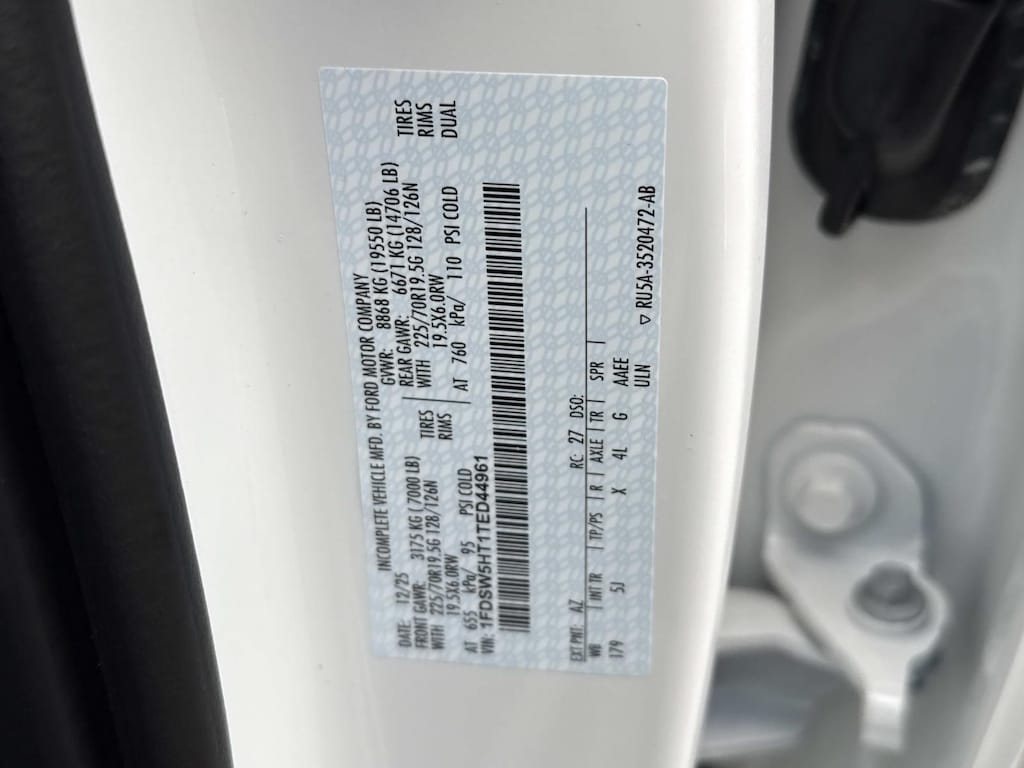 INCOMPLETE VEHICLE MFD. BY FORD MOTOR COMPANY
DATE: 12/25 GVWR: 8868 KG (19550 LB)
FRONT GAWR: 3175 KG (7000 LB) REAR GAWR: 6671 KG (14706 LB)
WITH 225/70R19.5G 128/126N TIRES WITH 225/70R19.5G 128/126N TIRES
19.5X6.0RW RIMS 19.5X6.0RW RIMS
AT 655 kPa/ 95 PSI COLD AT 760 kPa/ 110 PSI COLD DUAL
VIN: 1FDSW5HT1TED44961
EXT PNT: AZ RC: 27 DSO:
WB INT TR TP/PS R AXLE TR SPR
179 5J X 4L G AAEE
ULN
▽ RU5A-3520472-AB